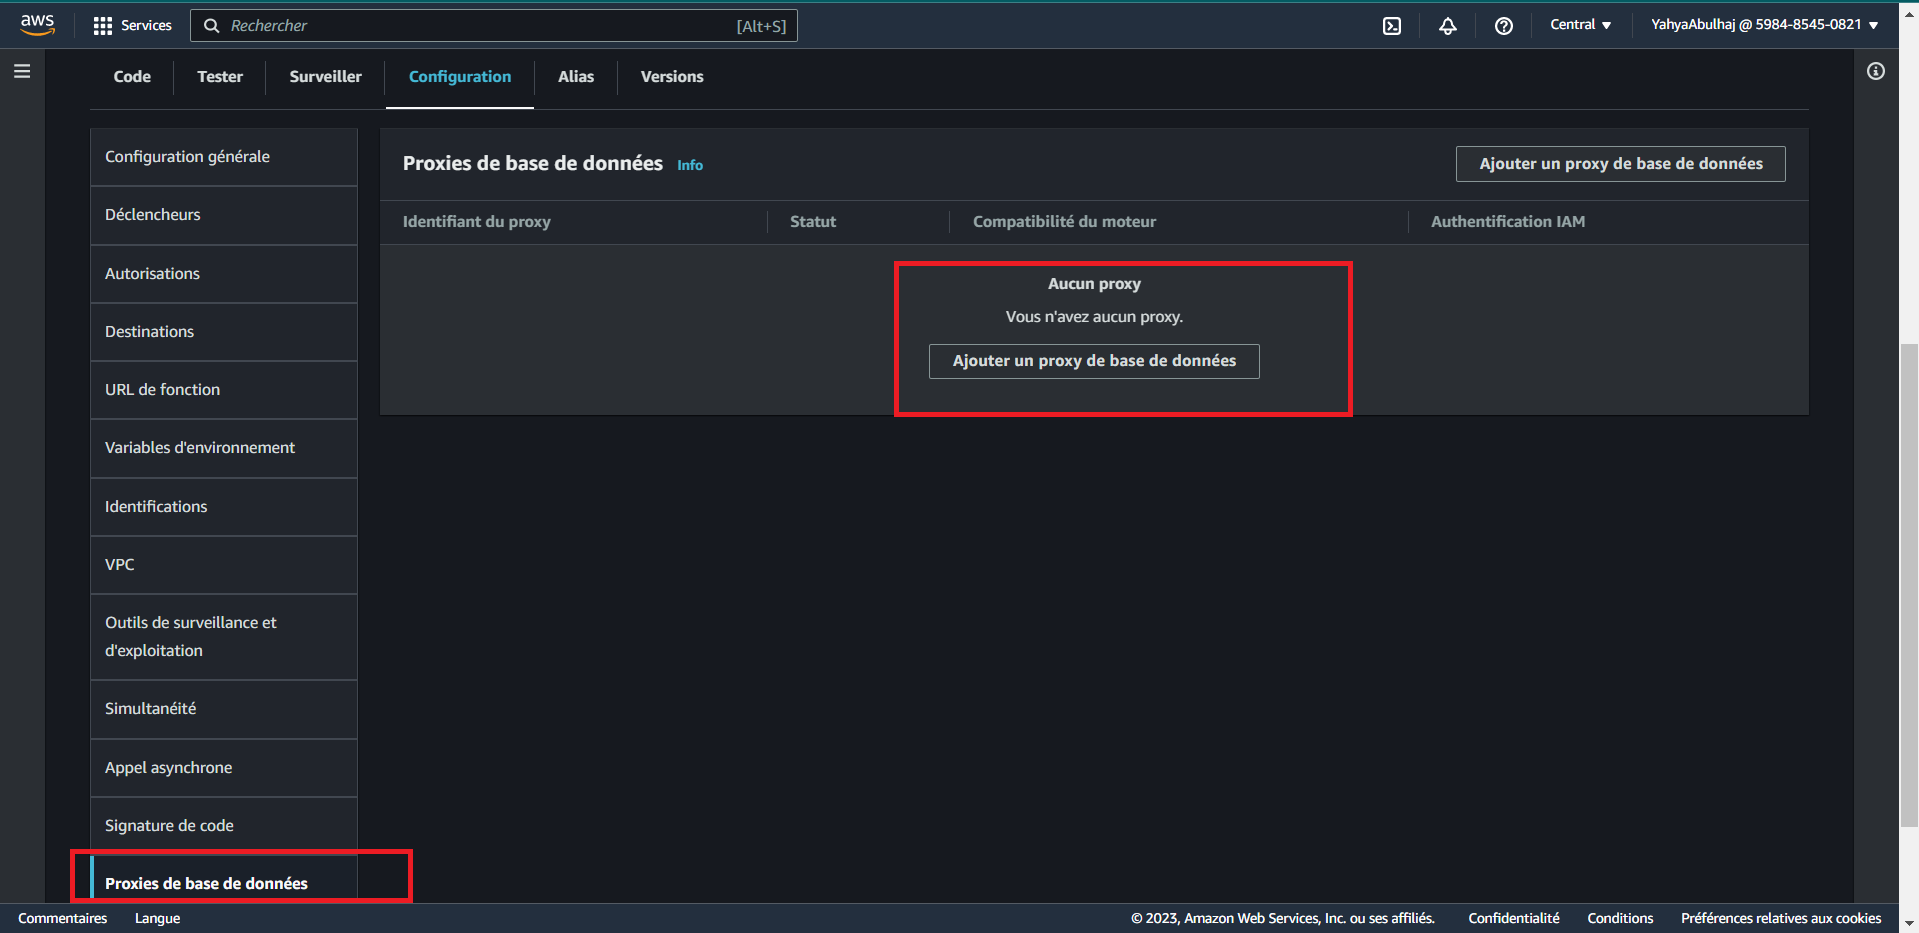 aws
Services
Rechercher
[Alt+S]
Central
YahyaAbulhaj @ 5984-8545-0821
Code
Tester
Surveiller
Configuration
Alias
Versions
Configuration générale
Déclencheurs
Autorisations
Destinations
URL de fonction
Variables d'environnement
Identifications
VPC
Outils de surveillance et
d'exploitation
Simultanéité
Appel asynchrone
Signature de code
Proxies de base de données
Proxies de base de données Info
Ajouter un proxy de base de données
Identifiant du proxy
Statut
Compatibilité du moteur
Authentification IAM
Aucun proxy
Vous n'avez aucun proxy.
Ajouter un proxy de base de données
Commentaires
Langue
© 2023, Amazon Web Services, Inc. ou ses affiliés.
Confidentialité
Conditions
Préférences relatives aux cookies